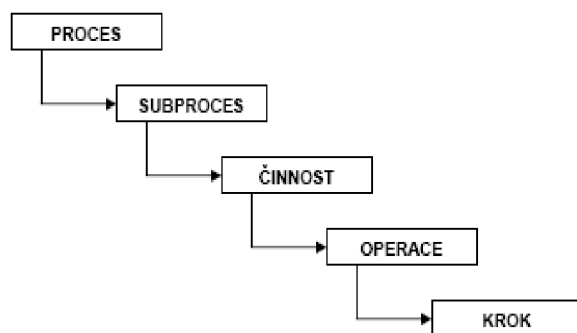 PROCES
SUBPROCES
ČINNOST
OPERACE
KROK